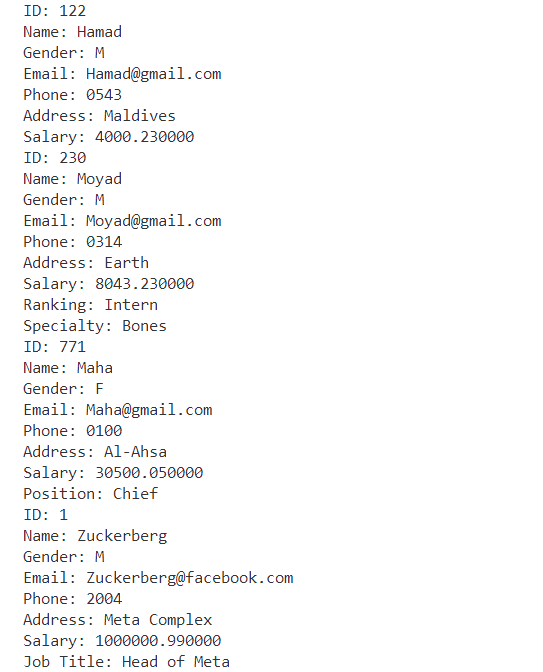 ID: 122
Name: Hamad
Gender: M
Email: Hamad@gmail.com
Phone: 0543
Address: Maldives
Salary: 4000.230000
ID: 230
Name: Moyad
Gender: M
Email: Moyad@gmail.com
Phone: 0314
Address: Earth
Salary: 8043.230000
Ranking: Intern
Specialty: Bones
ID: 771
Name: Maha
Gender: F
Email: Maha@gmail.com
Phone: 0100
Address: Al-Ahsa
Salary: 30500.050000
Position: Chief
ID: 1
Name: Zuckerberg
Gender: M
Email: Zuckerberg@facebook.com
Phone: 2004
Address: Meta Complex
Salary: 1000000.990000
Job Title: Head of Meta